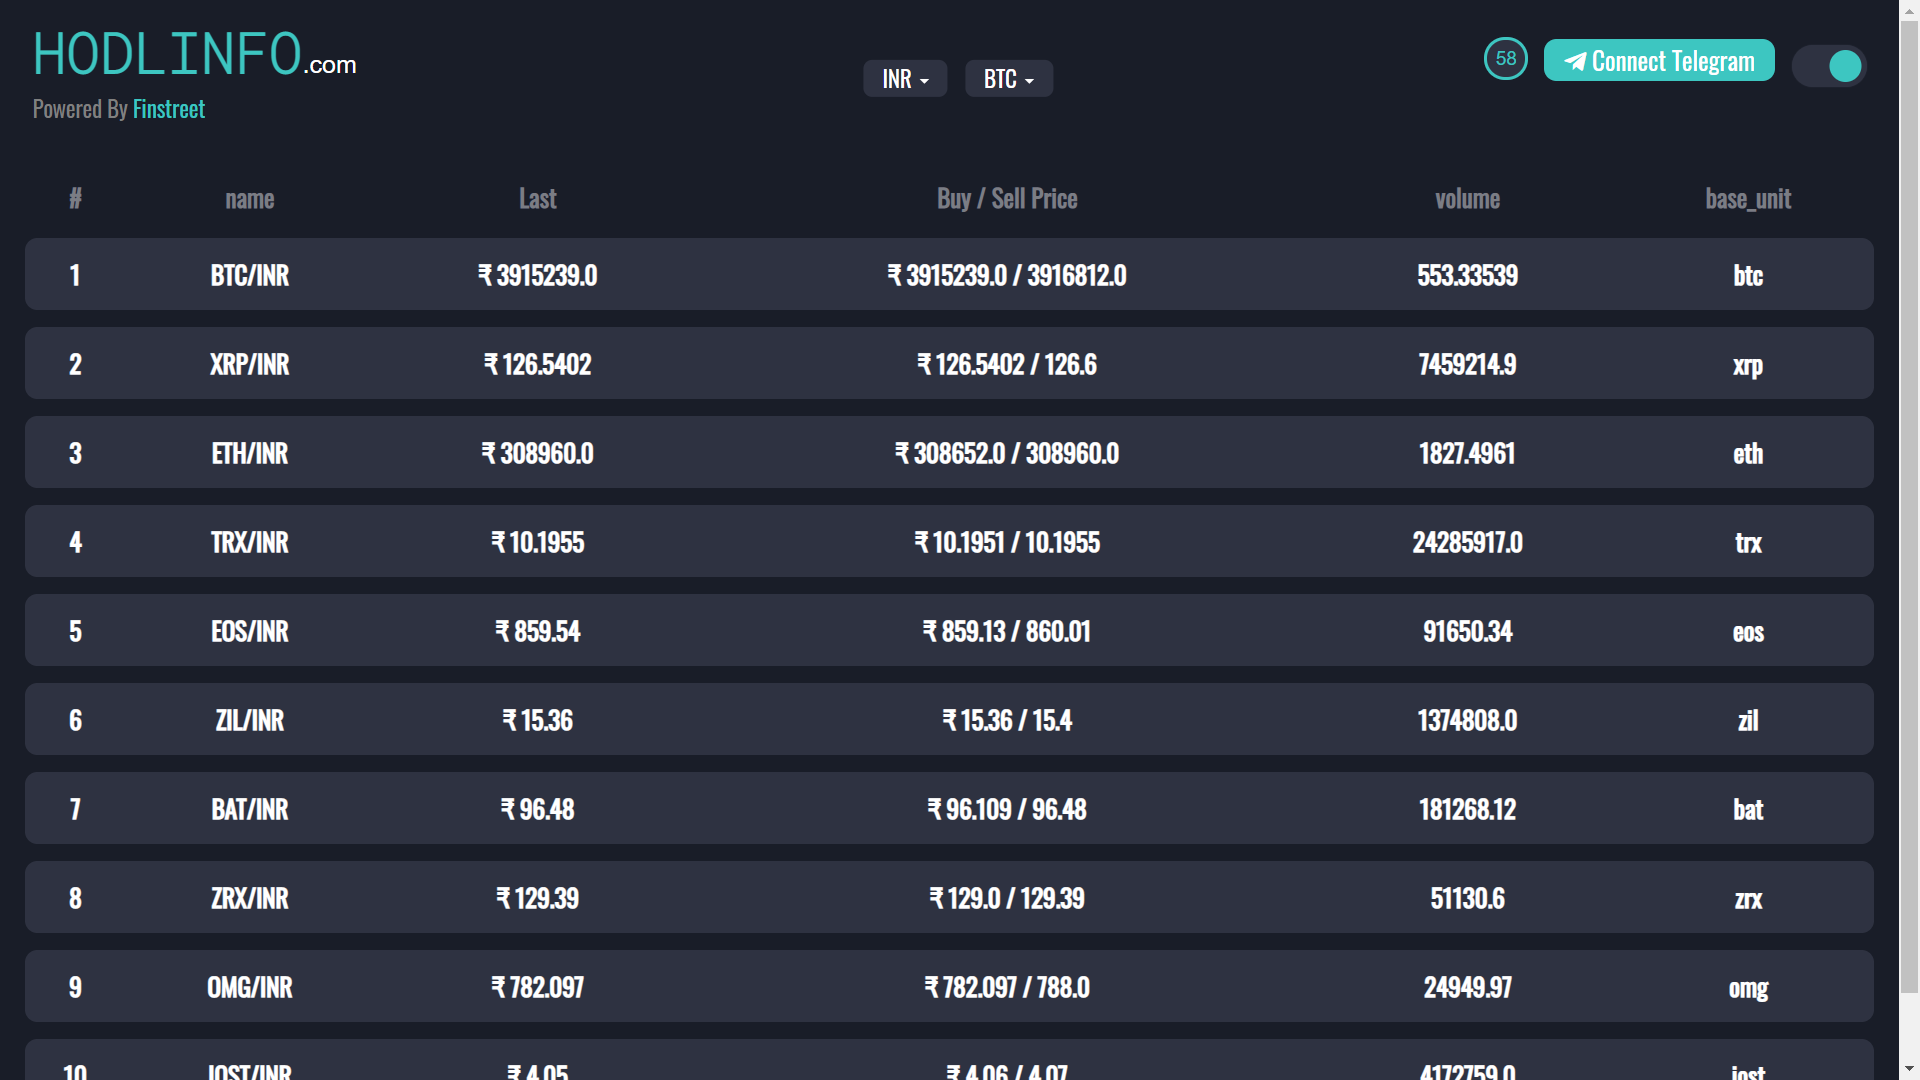 HODLINFO.com
Powered By Finstreet
INR
BTC
58
Connect Telegram
# name Last Buy / Sell Price volume base_unit
1 BTC/INR ₹ 3915239.0 ₹ 3915239.0 / 3916812.0 553.33539 btc
2 XRP/INR ₹ 126.5402 ₹ 126.5402 / 126.6 7459214.9 xrp
3 ETH/INR ₹ 308960.0 ₹ 308652.0 / 308960.0 1827.4961 eth
4 TRX/INR ₹ 10.1955 ₹ 10.1951 / 10.1955 24285917.0 trx
5 EOS/INR ₹ 859.54 ₹ 859.13 / 860.01 91650.34 eos
6 ZIL/INR ₹ 15.36 ₹ 15.36 / 15.4 1374808.0 zil
7 BAT/INR ₹ 96.48 ₹ 96.109 / 96.48 181268.12 bat
8 ZRX/INR ₹ 129.39 ₹ 129.0 / 129.39 51130.6 zrx
9 OMG/INR ₹ 782.097 ₹ 782.097 / 788.0 24949.97 omg
10 IOST/INR ₹ 4.05 ₹ 4.06 / 4.07 4172759.0 iost